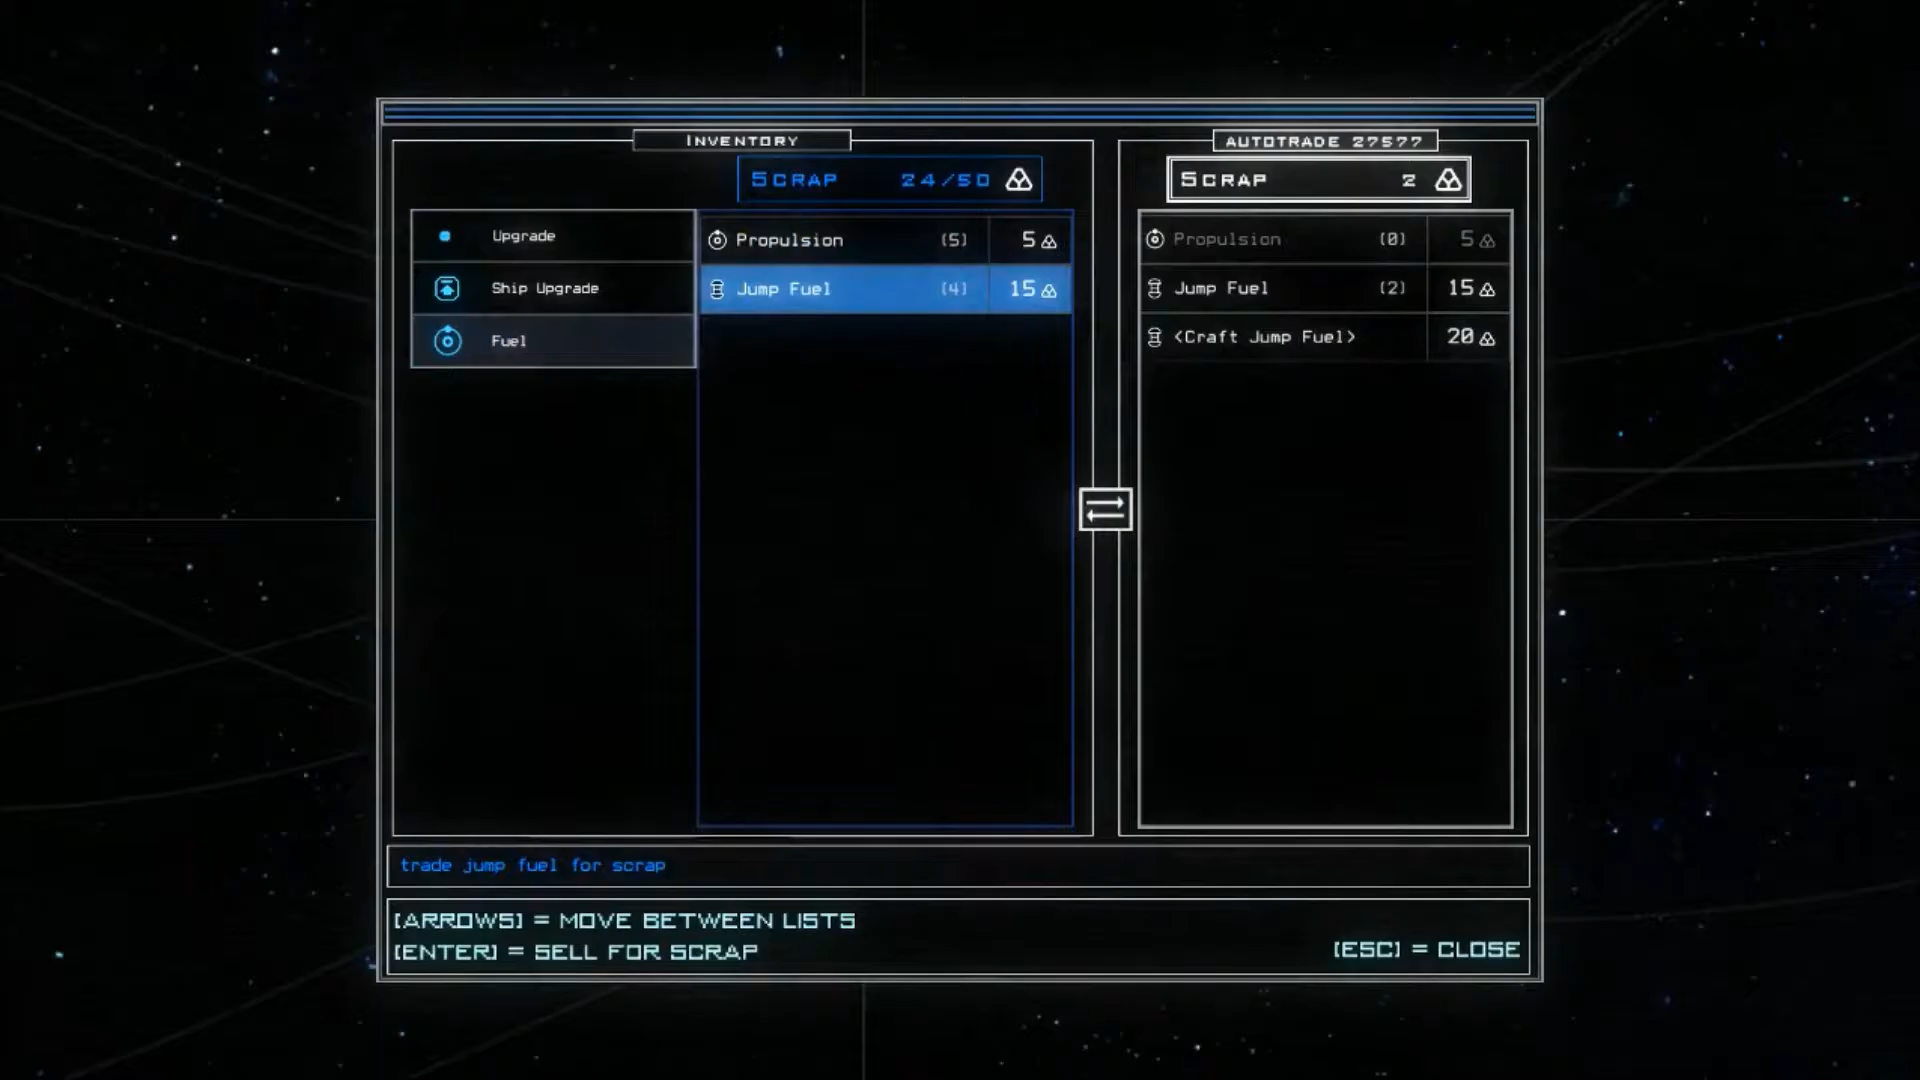 INVENTORY
SCRAP 24/50
Upgrade
Ship Upgrade
Fuel
Propulsion (5) 5
Jump Fuel (4) 15
AUTOTRADE 27577
SCRAP 2
Propulsion (0) 5
Jump Fuel (2) 15
<Craft Jump Fuel> 20
trade jump fuel for scrap
[ARROWS] = MOVE BETWEEN LISTS
[ENTER] = SELL FOR SCRAP
[ESC] = CLOSE